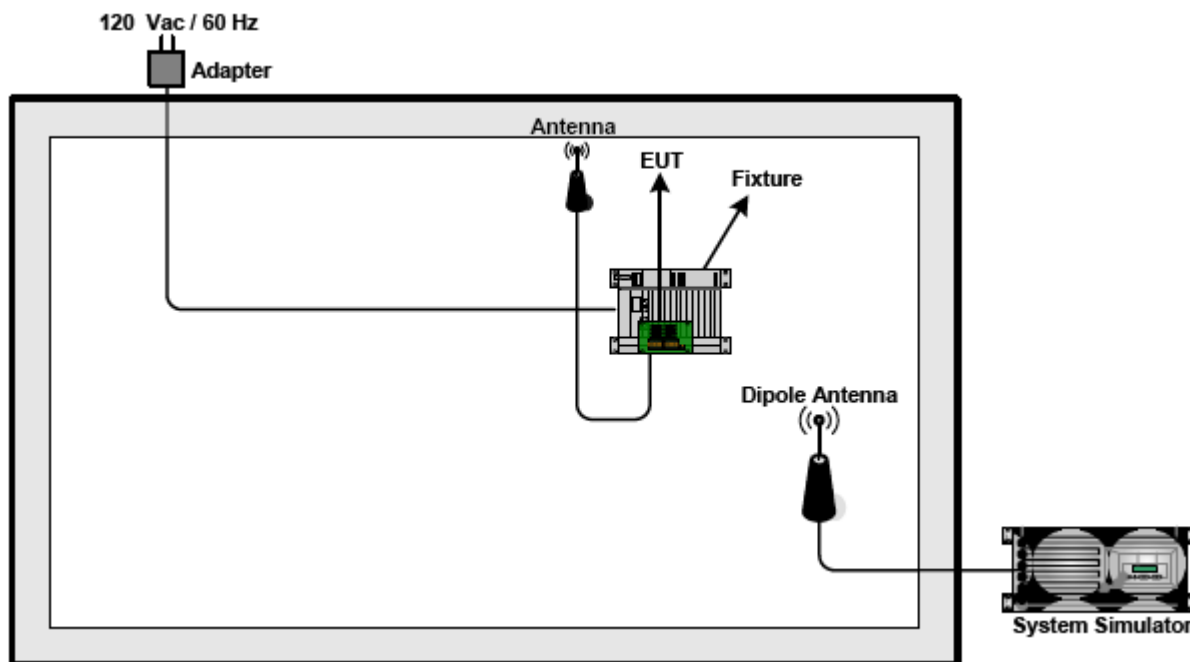 120 Vac / 60 Hz
Adapter
Antenna
EUT
Fixture
Dipole Antenna
System Simulator